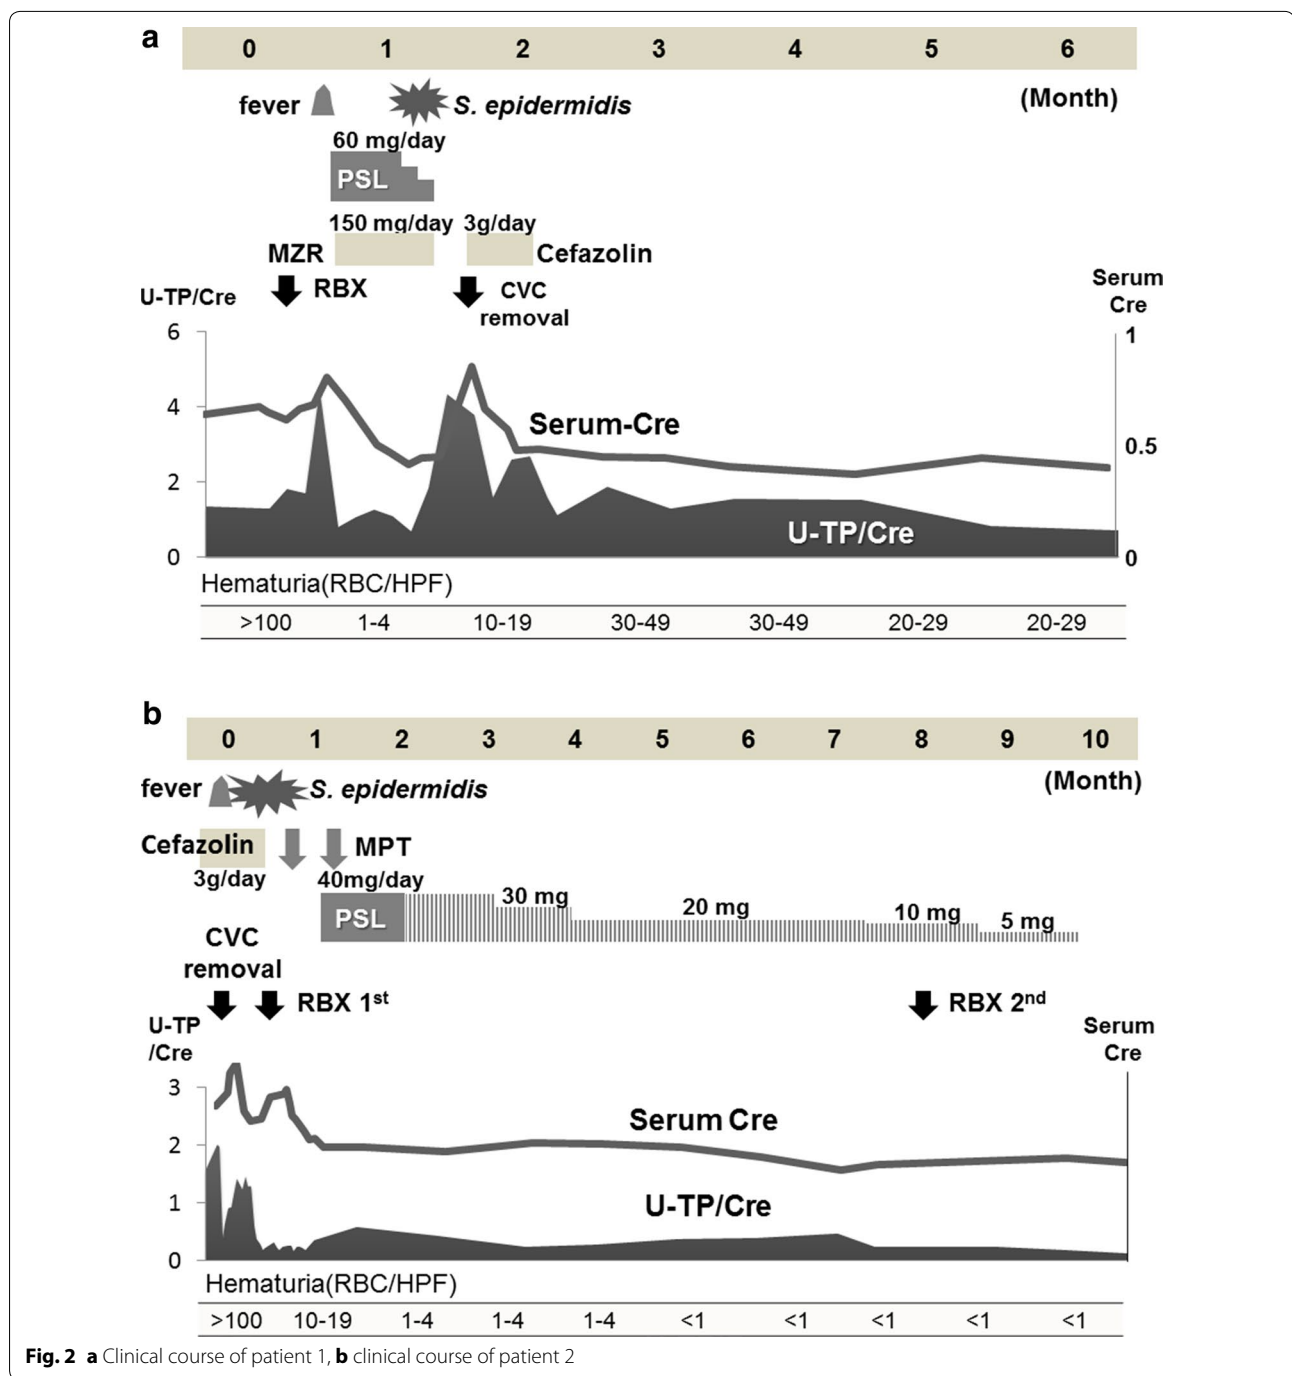 a
0 1 2 3 4 5 6
(Month)
fever
S. epidermidis
60 mg/day
PSL
150 mg/day 3g/day
MZR
Cefazolin
RBX
CVC
removal
U-TP/Cre
Serum
Cre
6
4
2
0
1
0.5
0
Serum-Cre
U-TP/Cre
Hematuria(RBC/HPF)
>100 1-4 10-19 30-49 30-49 20-29 20-29
b
0 1 2 3 4 5 6 7 8 9 10
(Month)
fever
S. epidermidis
Cefazolin
3g/day
MPT
40mg/day
PSL
30 mg
20 mg
10 mg
5 mg
CVC
removal
RBX 1st
RBX 2nd
U-TP
/Cre
Serum
Cre
3
2
1
0
Serum Cre
U-TP/Cre
Hematuria(RBC/HPF)
>100 10-19 1-4 1-4 1-4 <1 <1 <1 <1 <1
Fig. 2 a Clinical course of patient 1, b clinical course of patient 2